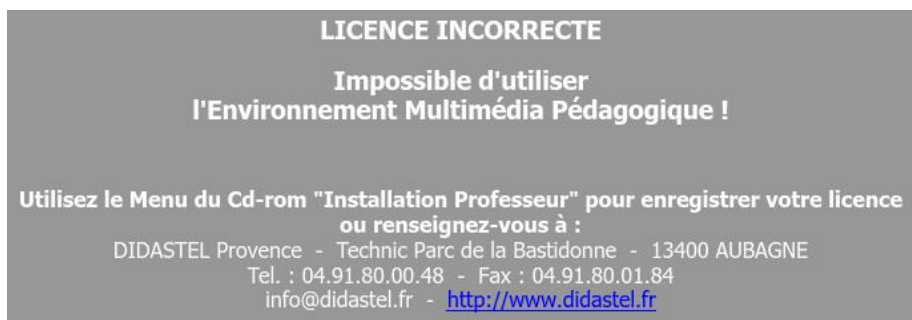 LICENCE INCORRECTE
Impossible d'utiliser
l'Environnement Multimédia Pédagogique !
Utilisez le Menu du Cd-rom "Installation Professeur" pour enregistrer votre licence
ou renseignez-vous à :
DIDASTEL Provence - Technic Parc de la Bastidonne - 13400 AUBAGNE
Tel. : 04.91.80.00.48 - Fax : 04.91.80.01.84
info@didastel.fr - http://www.didastel.fr